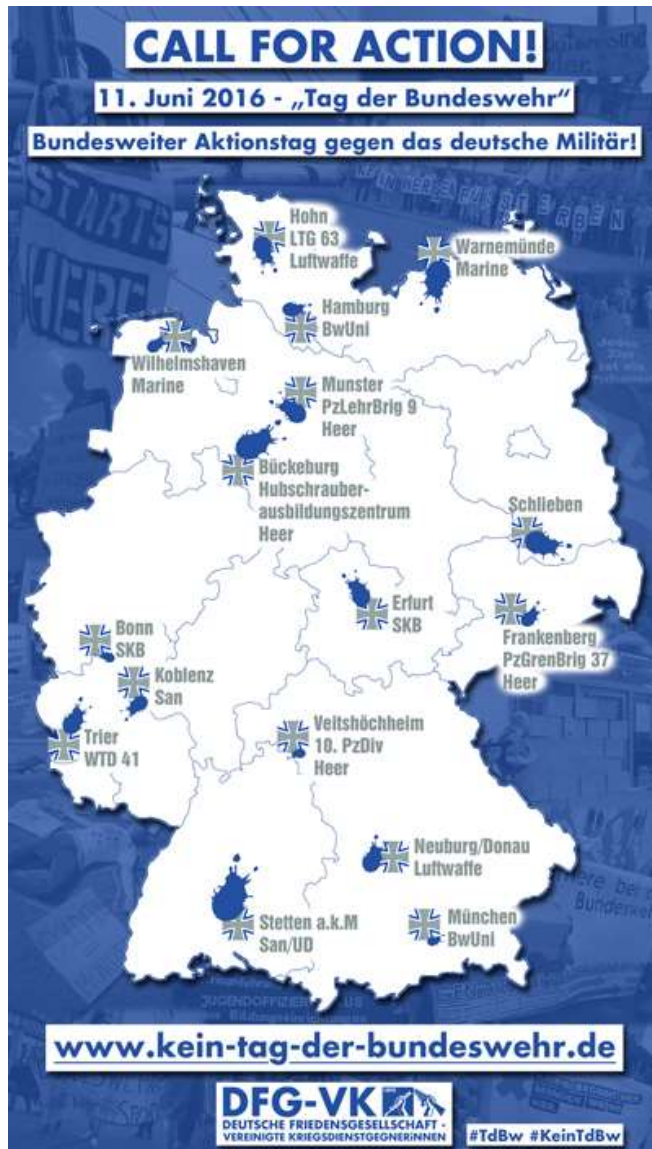 CALL FOR ACTION!
11. Juni 2016 - „Tag der Bundeswehr“
Bundesweiter Aktionstag gegen das deutsche Militär!
STARTS
HERE
Hohn
LTG 63
Luftwaffe
Warnemünde
Marine
Hamburg
BwUni
Wilhelmshaven
Marine
Munster
PzLehrBrig 9
Heer
Bückeburg
Hubschrauber-
ausbildungszentrum
Heer
Schlieben
Erfurt
SKB
Frankenberg
PzGrenBrig 37
Heer
Bonn
SKB
Koblenz
San
Trier
WTD 41
Veitshöchheim
10. PzDiv
Heer
Neuburg/Donau
Luftwaffe
Stetten a.k.M
San/UD
München
BwUni
www.kein-tag-der-bundeswehr.de
DFG-VK
DEUTSCHE FRIEDENSGESELLSCHAFT -
VEREINIGTE KRIEGSDIENSTGEGNERiNNEN
#TdBw #KeinTdBw